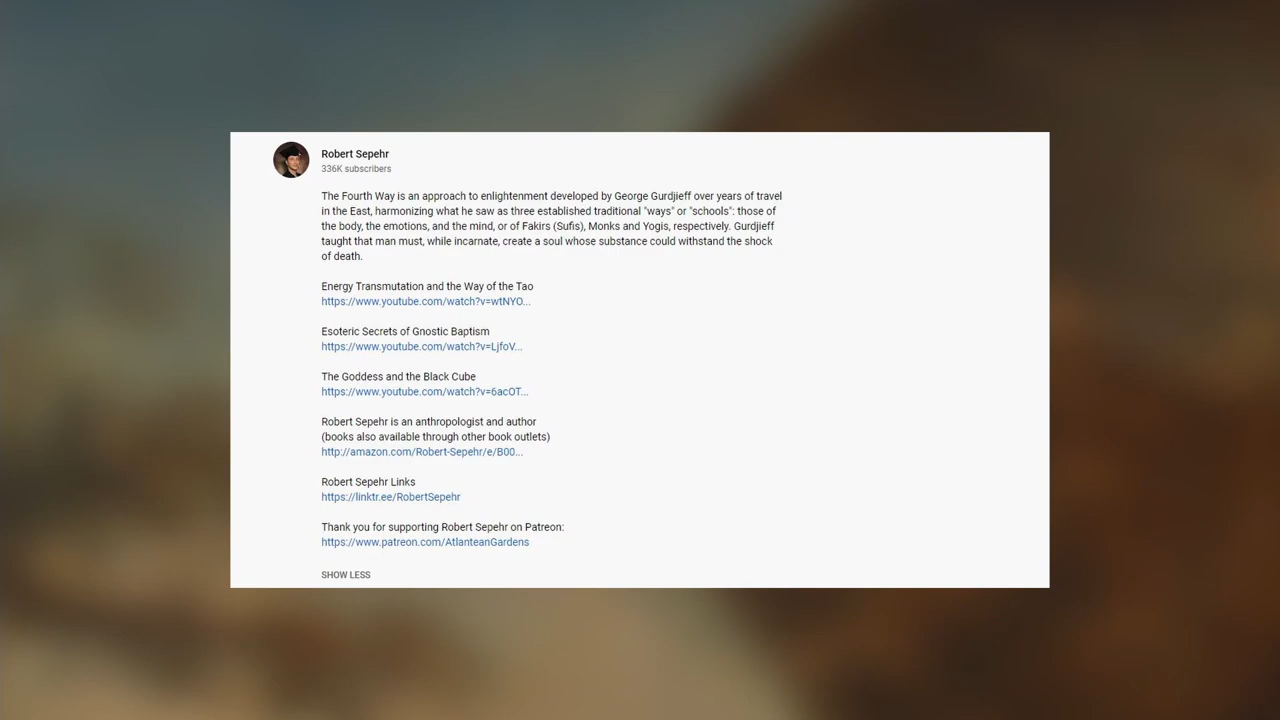 Robert Sepehr
336K subscribers
The Fourth Way is an approach to enlightenment developed by George Gurdjieff over years of travel
in the East, harmonizing what he saw as three established traditional "ways" or "schools": those of
the body, the emotions, and the mind, or of Fakirs (Sufis), Monks and Yogis, respectively. Gurdjieff
taught that man must, while incarnate, create a soul whose substance could withstand the shock
of death.
Energy Transmutation and the Way of the Tao
https://www.youtube.com/watch?v=wtNYO...
Esoteric Secrets of Gnostic Baptism
https://www.youtube.com/watch?v=LjfoV...
The Goddess and the Black Cube
https://www.youtube.com/watch?v=6acOT...
Robert Sepehr is an anthropologist and author
(books also available through other book outlets)
http://amazon.com/Robert-Sepehr/e/B00...
Robert Sepehr Links
https://linktr.ee/RobertSepehr
Thank you for supporting Robert Sepehr on Patreon:
https://www.patreon.com/AtlanteanGardens
SHOW LESS